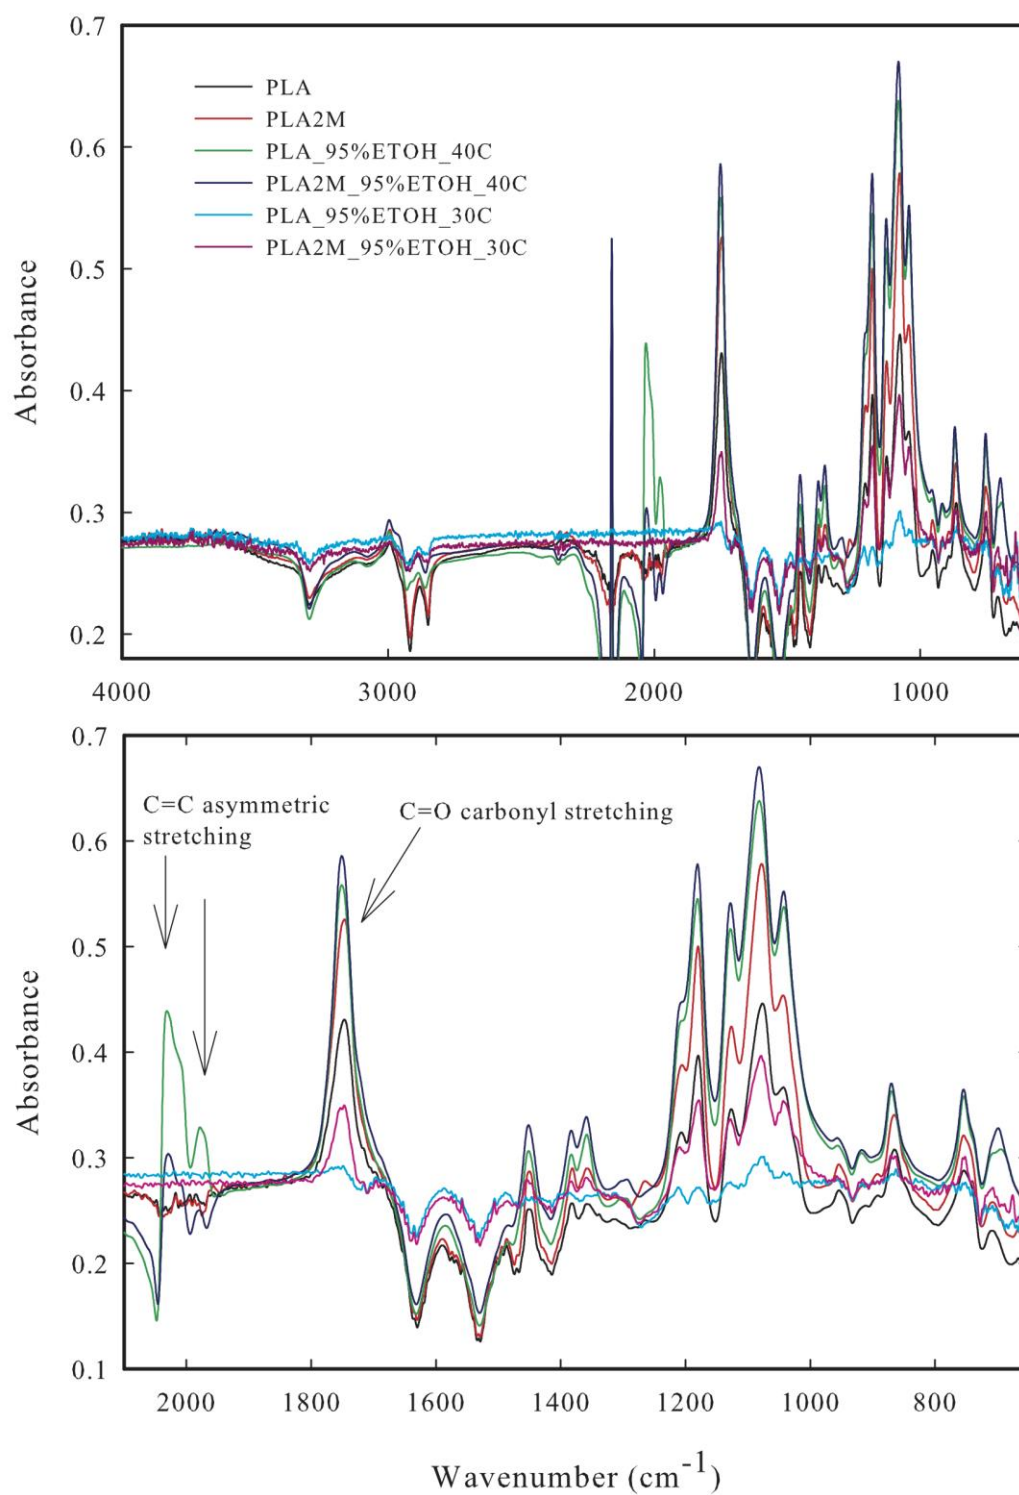 0.7
PLA
PLA2M
0.6
PLA_95%ETOH_40C
PLA2M_95%ETOH_40C
PLA_95%ETOH_30C
PLA2M_95%ETOH_30C
0.5
Absorbance
0.4
0.3
0.2
4000 3000 2000 1000
0.7
C=C asymmetric
stretching
C=O carbonyl stretching
0.6
0.5
Absorbance
0.4
0.3
0.2
0.1
2000 1800 1600 1400 1200 1000 800
Wavenumber (cm⁻¹)